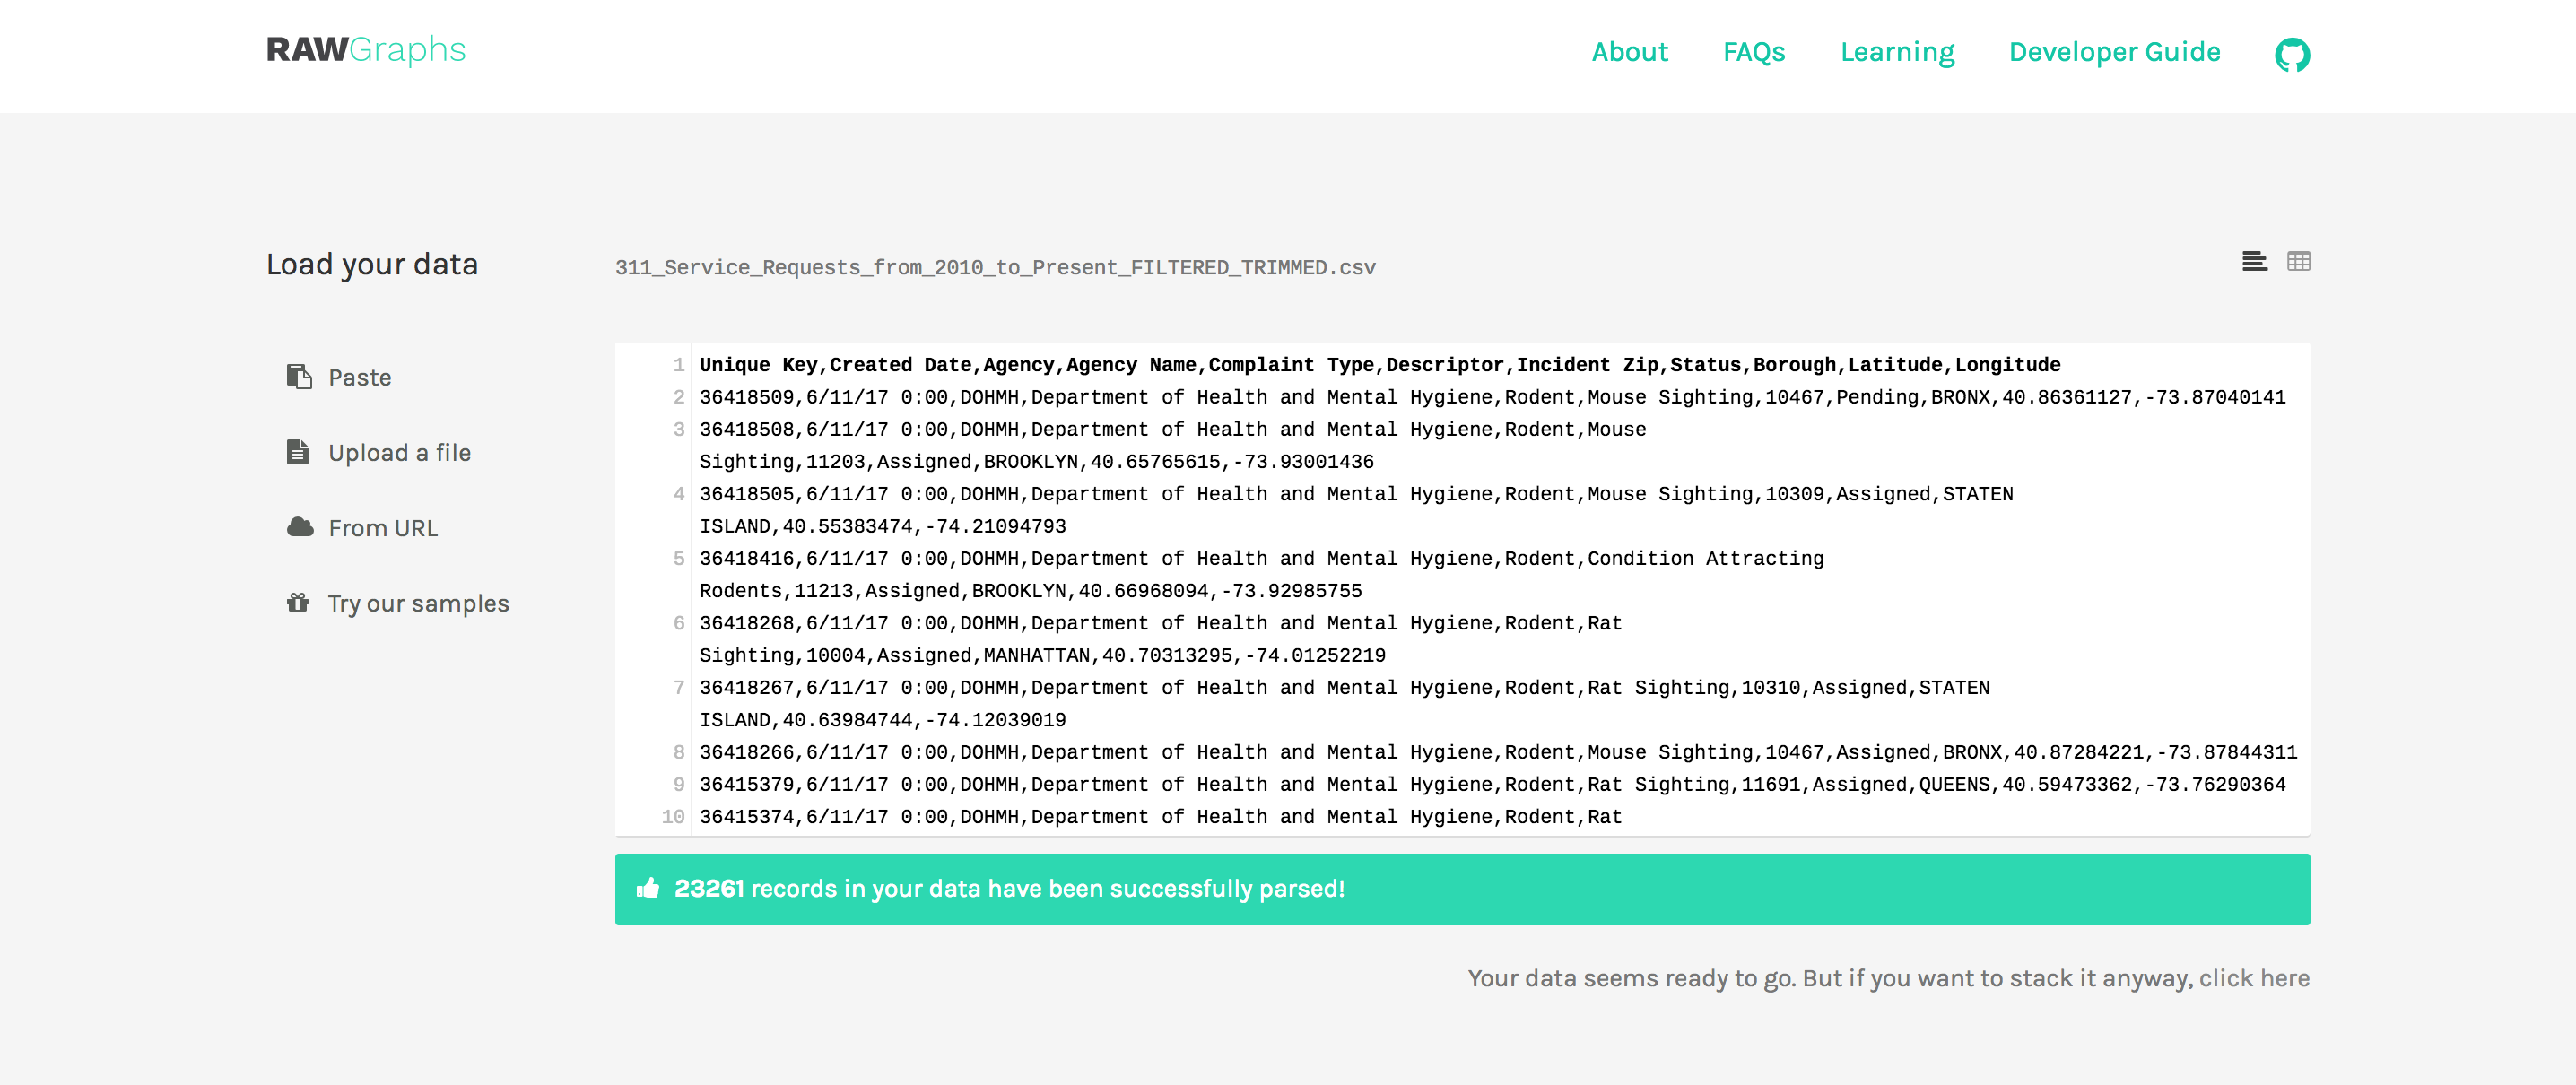 RAWGraphs
About FAQs Learning Developer Guide
Load your data
311_Service_Requests_from_2010_to_Present_FILTERED_TRIMMED.csv
Paste
Upload a file
From URL
Try our samples
1 Unique Key,Created Date,Agency,Agency Name,Complaint Type,Descriptor,Incident Zip,Status,Borough,Latitude,Longitude
2 36418509,6/11/17 0:00,DOHMH,Department of Health and Mental Hygiene,Rodent,Mouse Sighting,10467,Pending,BRONX,40.86361127,-73.87040141
3 36418508,6/11/17 0:00,DOHMH,Department of Health and Mental Hygiene,Rodent,Mouse
Sighting,11203,Assigned,BROOKLYN,40.65765615,-73.93001436
4 36418505,6/11/17 0:00,DOHMH,Department of Health and Mental Hygiene,Rodent,Mouse Sighting,10309,Assigned,STATEN
ISLAND,40.55383474,-74.21094793
5 36418416,6/11/17 0:00,DOHMH,Department of Health and Mental Hygiene,Rodent,Condition Attracting
Rodents,11213,Assigned,BROOKLYN,40.66968094,-73.92985755
6 36418268,6/11/17 0:00,DOHMH,Department of Health and Mental Hygiene,Rodent,Rat
Sighting,10004,Assigned,MANHATTAN,40.70313295,-74.01252219
7 36418267,6/11/17 0:00,DOHMH,Department of Health and Mental Hygiene,Rodent,Rat Sighting,10310,Assigned,STATEN
ISLAND,40.63984744,-74.12039019
8 36418266,6/11/17 0:00,DOHMH,Department of Health and Mental Hygiene,Rodent,Mouse Sighting,10467,Assigned,BRONX,40.87284221,-73.87844311
9 36415379,6/11/17 0:00,DOHMH,Department of Health and Mental Hygiene,Rodent,Rat Sighting,11691,Assigned,QUEENS,40.59473362,-73.76290364
10 36415374,6/11/17 0:00,DOHMH,Department of Health and Mental Hygiene,Rodent,Rat
23261 records in your data have been successfully parsed!
Your data seems ready to go. But if you want to stack it anyway, click here